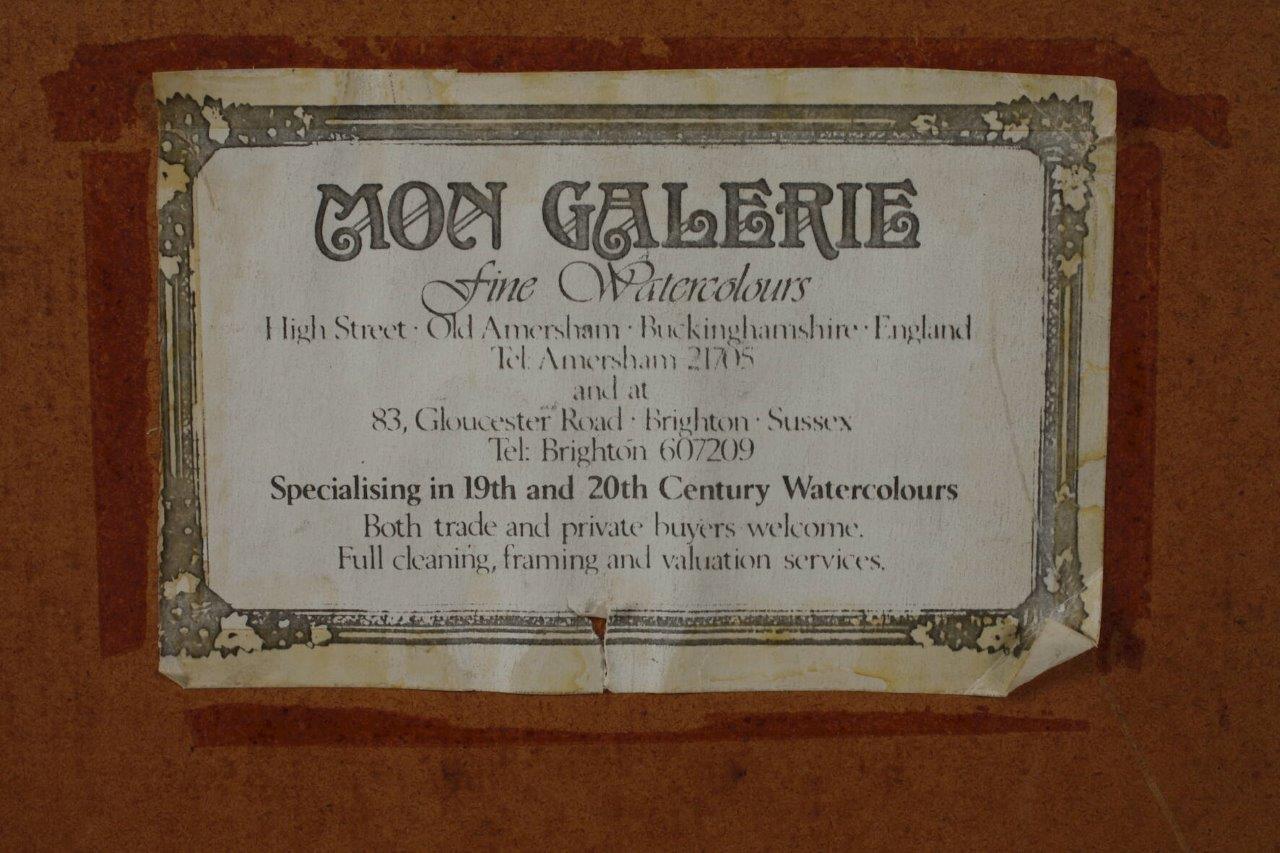 MON GALERIE
Fine Watercolours
High Street · Old Amersham · Buckinghamshire · England
Tel: Amersham 21705
and at
83, Gloucester Road · Brighton · Sussex
Tel: Brighton 607209
Specialising in 19th and 20th Century Watercolours
Both trade and private buyers welcome.
Full cleaning, framing and valuation services.